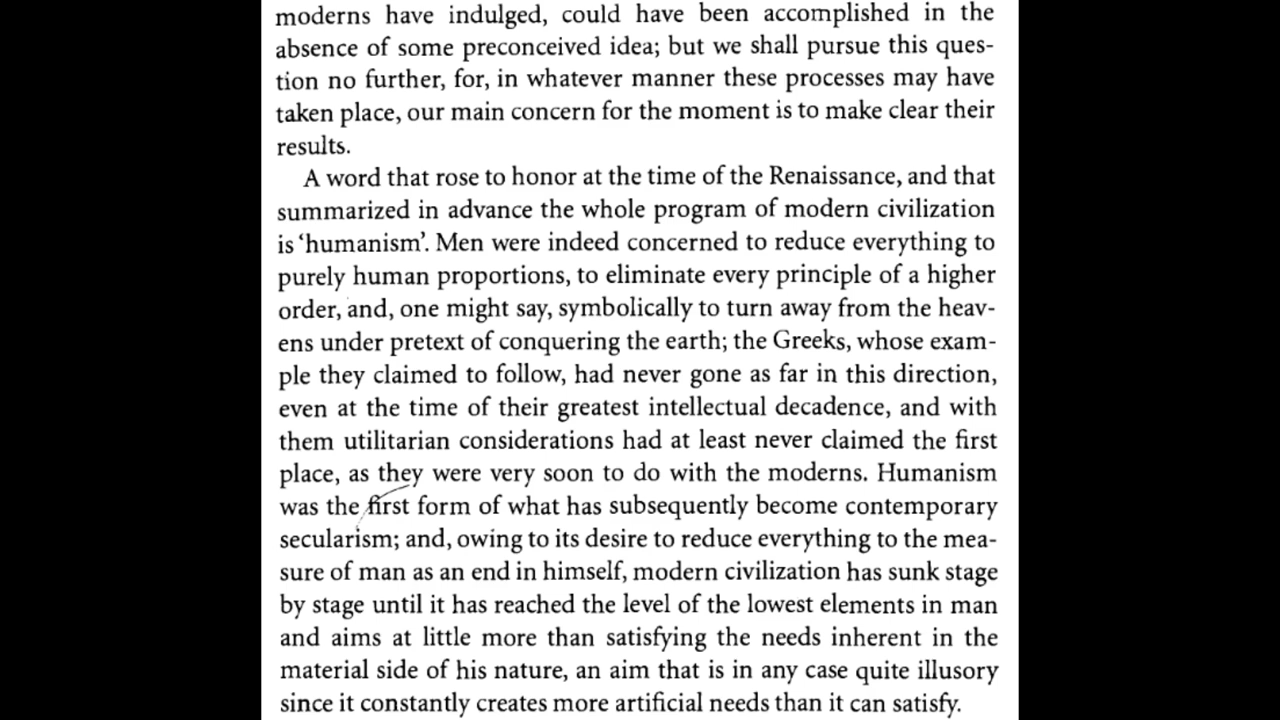 moderns have indulged, could have been accomplished in the
absence of some preconceived idea; but we shall pursue this ques-
tion no further, for, in whatever manner these processes may have
taken place, our main concern for the moment is to make clear their
results.
A word that rose to honor at the time of the Renaissance, and that
summarized in advance the whole program of modern civilization
is ‘humanism’. Men were indeed concerned to reduce everything to
purely human proportions, to eliminate every principle of a higher
order, and, one might say, symbolically to turn away from the heav-
ens under pretext of conquering the earth; the Greeks, whose exam-
ple they claimed to follow, had never gone as far in this direction,
even at the time of their greatest intellectual decadence, and with
them utilitarian considerations had at least never claimed the first
place, as they were very soon to do with the moderns. Humanism
was the first form of what has subsequently become contemporary
secularism; and, owing to its desire to reduce everything to the mea-
sure of man as an end in himself, modern civilization has sunk stage
by stage until it has reached the level of the lowest elements in man
and aims at little more than satisfying the needs inherent in the
material side of his nature, an aim that is in any case quite illusory
since it constantly creates more artificial needs than it can satisfy.